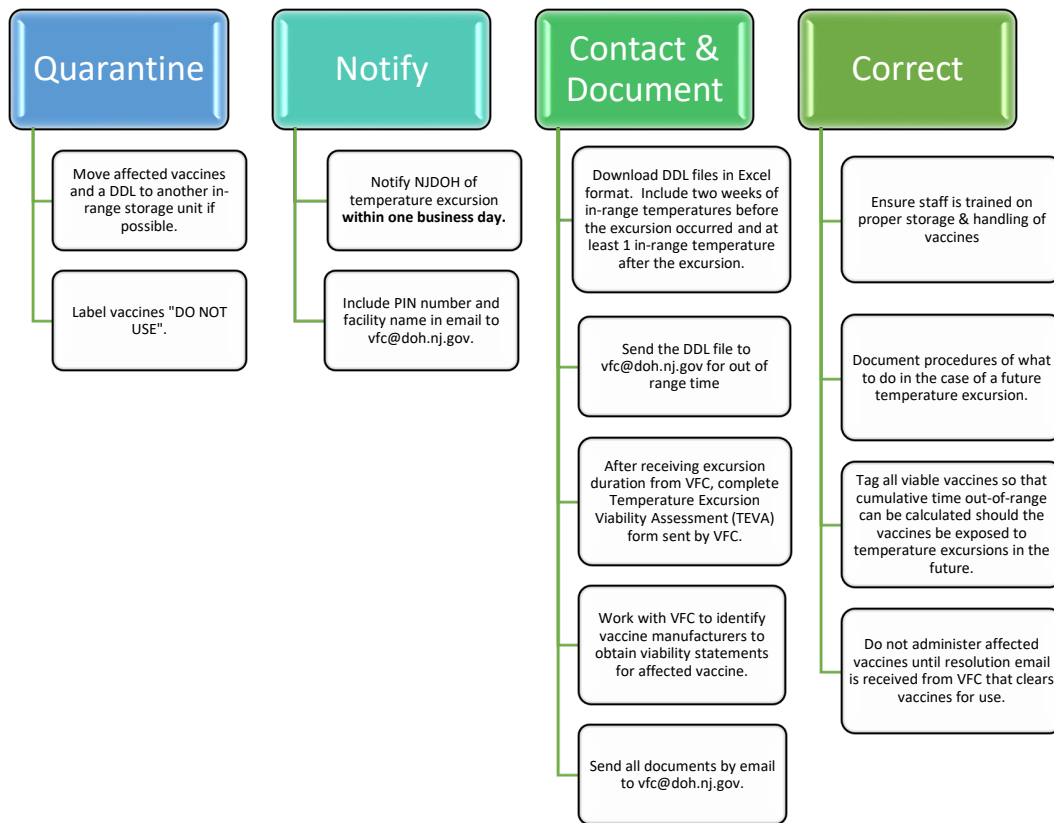 Quarantine
Move affected vaccines
and a DDL to another in-
range storage unit if
possible.
Label vaccines "DO NOT
USE".
Notify
Notify NJDOH of
temperature excursion
within one business day.
Include PIN number and
facility name in email to
vfc@doh.nj.gov.
Contact &
Document
Download DDL files in Excel
format. Include two weeks of
in-range temperatures before
the excursion occurred and at
least 1 in-range temperature
after the excursion.
Send the DDL file to
vfc@doh.nj.gov for out of
range time
After receiving excursion
duration from VFC, complete
Temperature Excursion
Viability Assessment (TEVA)
form sent by VFC.
Work with VFC to identify
vaccine manufacturers to
obtain viability statements
for affected vaccine.
Send all documents by email
to vfc@doh.nj.gov.
Correct
Ensure staff is trained on
proper storage & handling of
vaccines
Document procedures of what
to do in the case of a future
temperature excursion.
Tag all viable vaccines so that
cumulative time out-of-range
can be calculated should the
vaccines be exposed to
temperature excursions in the
future.
Do not administer affected
vaccines until resolution email
is received from VFC that clears
vaccines for use.